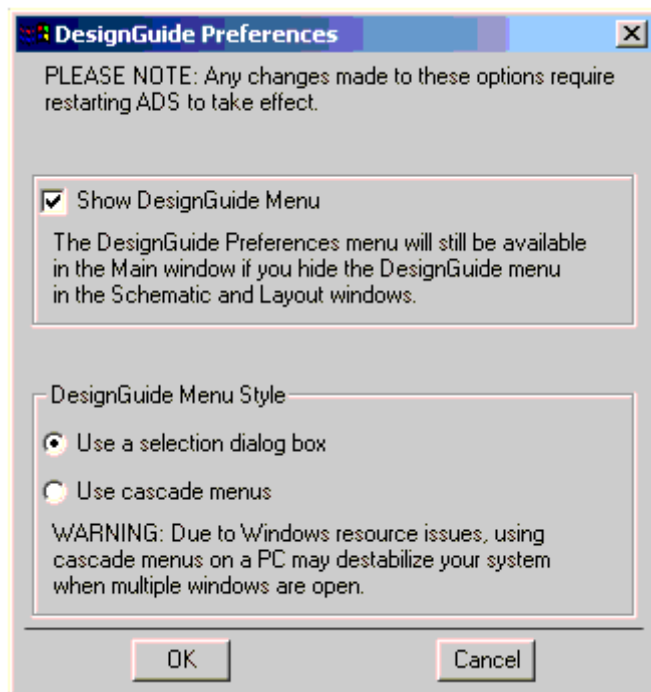 DesignGuide Preferences
PLEASE NOTE: Any changes made to these options require
restarting ADS to take effect.
Show DesignGuide Menu
The DesignGuide Preferences menu will still be available
in the Main window if you hide the DesignGuide menu
in the Schematic and Layout windows.
DesignGuide Menu Style
Use a selection dialog box
Use cascade menus
WARNING: Due to Windows resource issues, using
cascade menus on a PC may destabilize your system
when multiple windows are open.
OK
Cancel